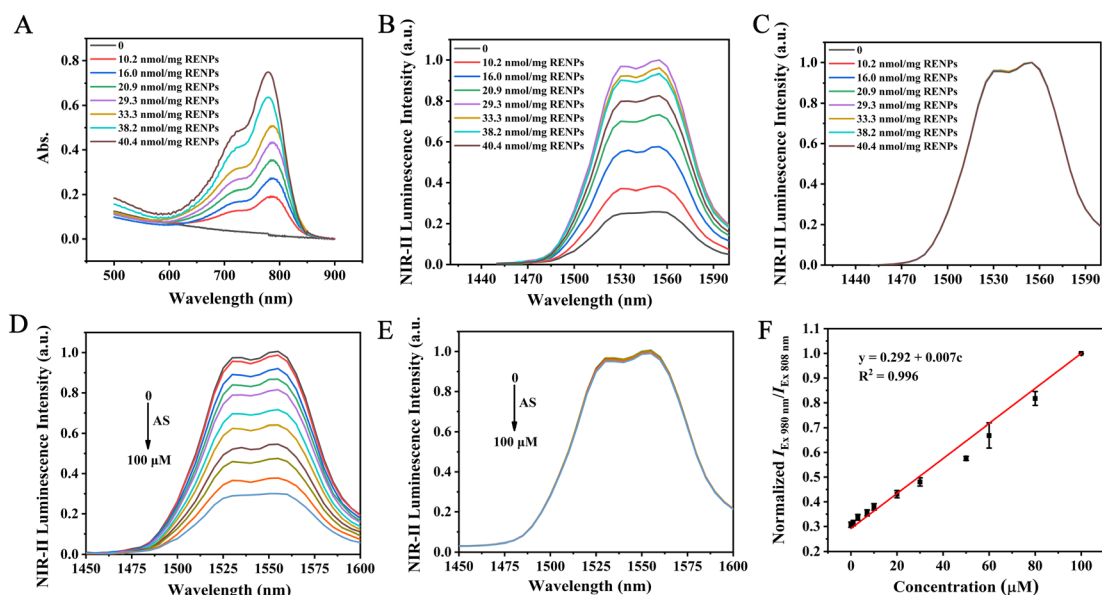 A
0
10.2 nmol/mg RENPs
16.0 nmol/mg RENPs
20.9 nmol/mg RENPs
29.3 nmol/mg RENPs
33.3 nmol/mg RENPs
38.2 nmol/mg RENPs
40.4 nmol/mg RENPs
Abs.
0.8
0.6
0.4
0.2
0.0
500 600 700 800 900
Wavelength (nm)
B
0
10.2 nmol/mg RENPs
16.0 nmol/mg RENPs
20.9 nmol/mg RENPs
29.3 nmol/mg RENPs
33.3 nmol/mg RENPs
38.2 nmol/mg RENPs
40.4 nmol/mg RENPs
NIR-II Luminescence Intensity (a.u.)
1.0
0.8
0.6
0.4
0.2
0.0
1440 1470 1500 1530 1560 1590
Wavelength (nm)
C
0
10.2 nmol/mg RENPs
16.0 nmol/mg RENPs
20.9 nmol/mg RENPs
29.3 nmol/mg RENPs
33.3 nmol/mg RENPs
38.2 nmol/mg RENPs
40.4 nmol/mg RENPs
NIR-II Luminescence Intensity (a.u.)
1.0
0.8
0.6
0.4
0.2
0.0
1440 1470 1500 1530 1560 1590
Wavelength (nm)
D
NIR-II Luminescence Intensity (a.u.)
1.0
0.8
0.6
0.4
0.2
0.0
0
AS
100 μM
1450 1475 1500 1525 1550 1575 1600
Wavelength (nm)
E
NIR-II Luminescence Intensity (a.u.)
1.0
0.8
0.6
0.4
0.2
0.0
0
AS
100 μM
1450 1475 1500 1525 1550 1575 1600
Wavelength (nm)
F
Normalized I Ex 980 nm/I Ex 808 nm
1.1
1.0
0.9
0.8
0.7
0.6
0.5
0.4
0.3
0.2
y = 0.292 + 0.007c
R² = 0.996
0 20 40 60 80 100
Concentration (μM)